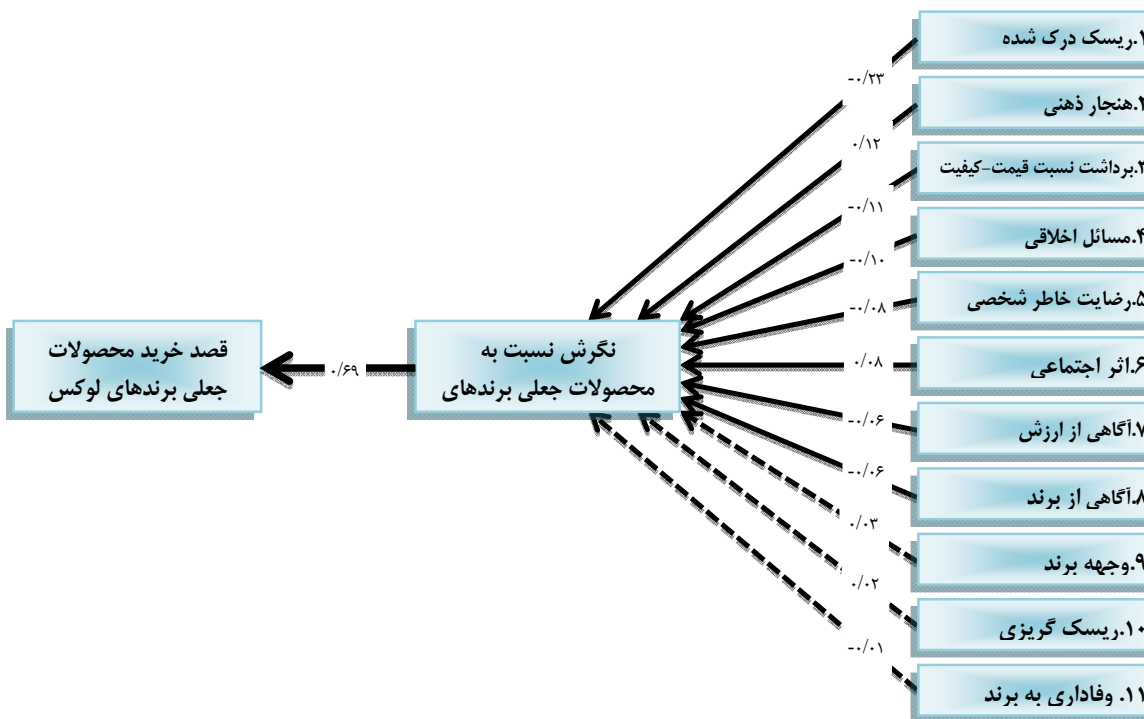 ۱.ریسک درک شده
۲.هنجار ذهنی
۳.برداشت نسبت قیمت-کیفیت
۴.مسائل اخلاقی
۵.رضایت خاطر شخصی
۶.اثر اجتماعی
۷.آگاهی از ارزش
۸.آگاهی از برند
۹.وجهه برند
۱۰.ریسک گریزی
۱۱. وفاداری به برند
-۰/۲۳
۰/۱۲
-۰/۱۱
-۰/۱۰
-۰/۰۸
۰/۰۸
-۰/۰۶
-۰/۰۶
۰/۰۳
۰/۰۲
-۰/۰۱
نگرش نسبت به
محصولات جعلی برندهای
۰/۶۹
قصد خرید محصولات
جعلی برندهای لوکس